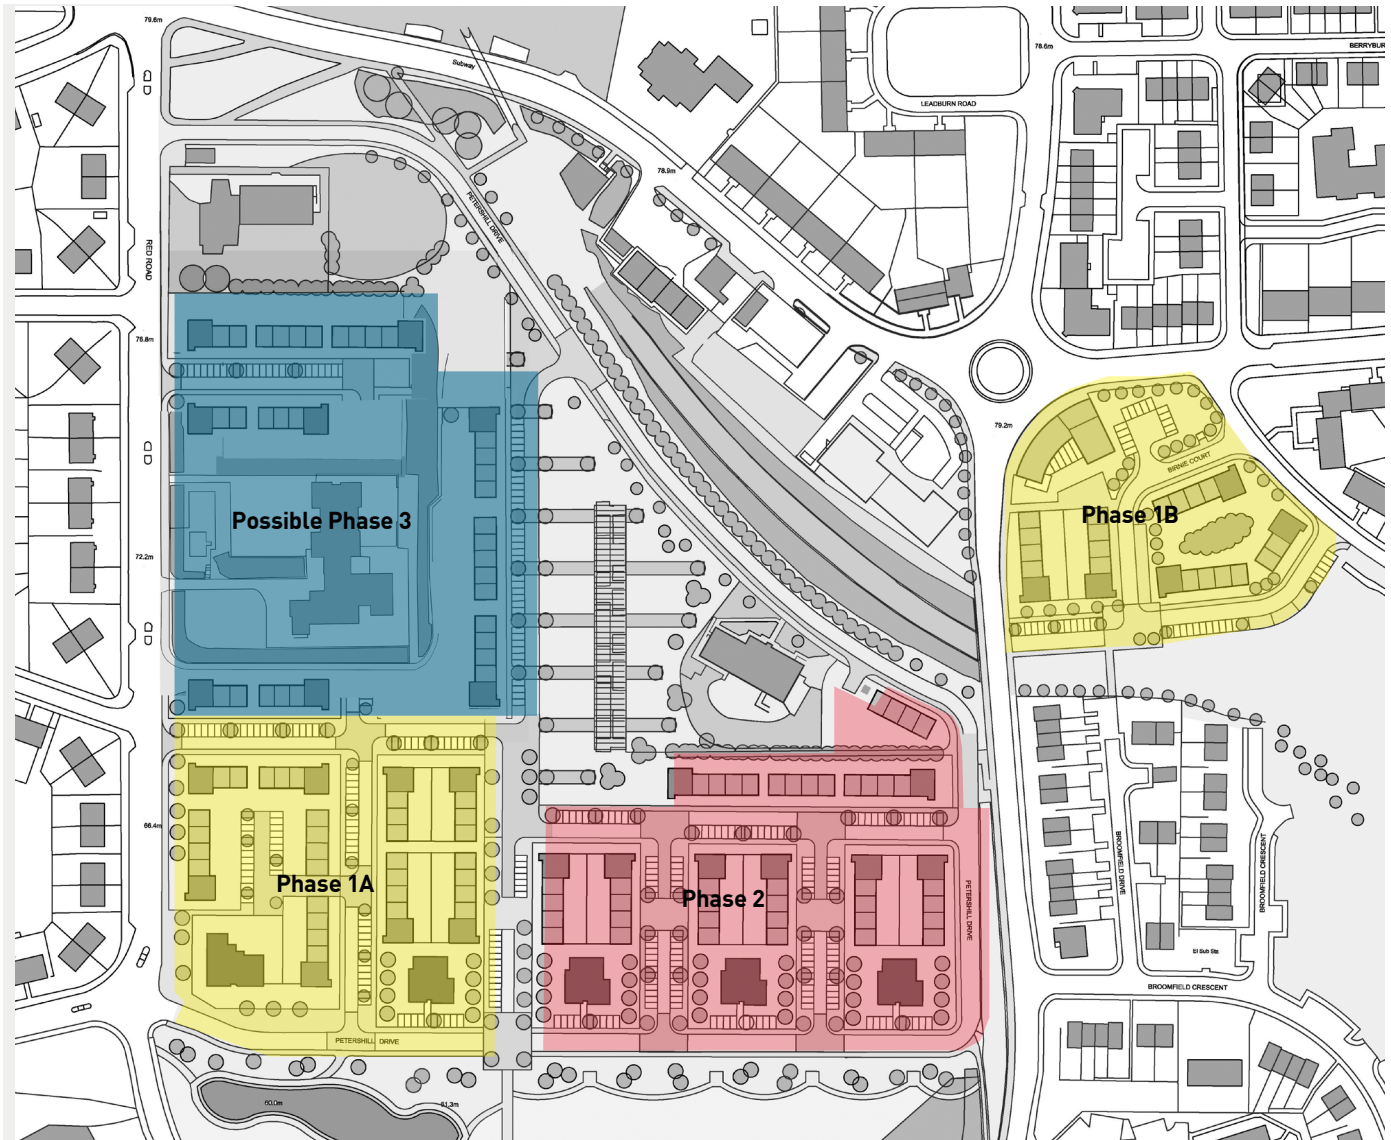 79.6m
Subway
78.6m
BERRYBUR
LEADBURN ROAD
78.9m
PETERSHILL DRIVE
RED ROAD
76.8m
79.2m
BIRNIE COURT
Possible Phase 3
Phase 1B
72.2m
66.4m
Phase 1A
Phase 2
PETERSHILL DRIVE
BROOMFIELD DRIVE
BROOMFIELD CRESCENT
El Sub Sta
BROOMFIELD CRESCENT
PETERSHILL DRIVE
60.0m
61.3m